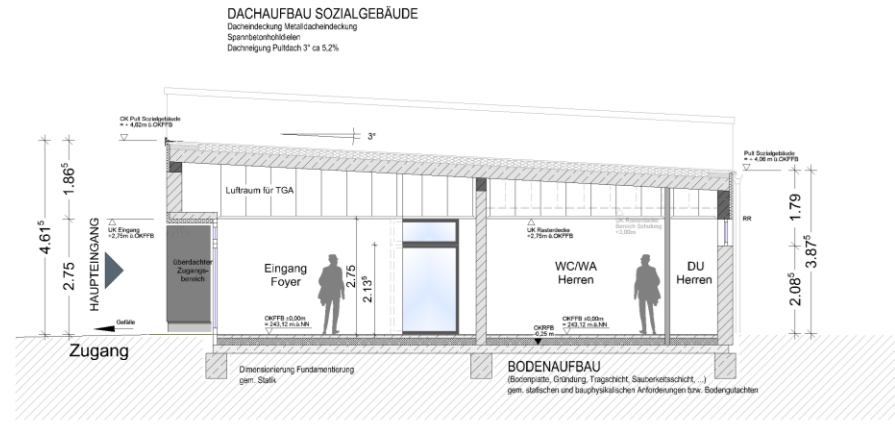 DACHAUFBAU SOZIALGEBÄUDE
Dacheindeckung Metalldacheindeckung
Spannbetonhohldielen
Dachneigung Pultdach 3° ca 5,2%
OK Pult Sozialgebäude
= + 4,62m ü.OKFFB
3°
Pult Sozialgebäude
= + 4,06 m ü.OKFFB
4.61⁵
1.86⁵
2.75
HAUPTEINGANG
UK Eingang
+2,75m ü.OKFFB
überdachter
Zugangs-
bereich
Gefälle
Zugang
Luftraum für TGA
Eingang
Foyer
2.75
2.13⁵
OKFFB ±0,00m
= 243,12 m ü.NN
UK Rasterdecke
+2,75m ü.OKFFB
UK Rasterdecke
WC/WA
Herren
DU
Herren
OKRFB
OKFFB ±0,00m
= 243,12 m ü.NN
RR
1.79
2.08⁵
3.87⁵
Dimensionierung Fundamentierung
gem. Statik
BODENAUFBAU
(Bodenplatte, Gründung, Tragschicht, Sauberkeitsschicht, ...)
gem. statischen und bauphysikalischen Anforderungen bzw. Bodengutachten